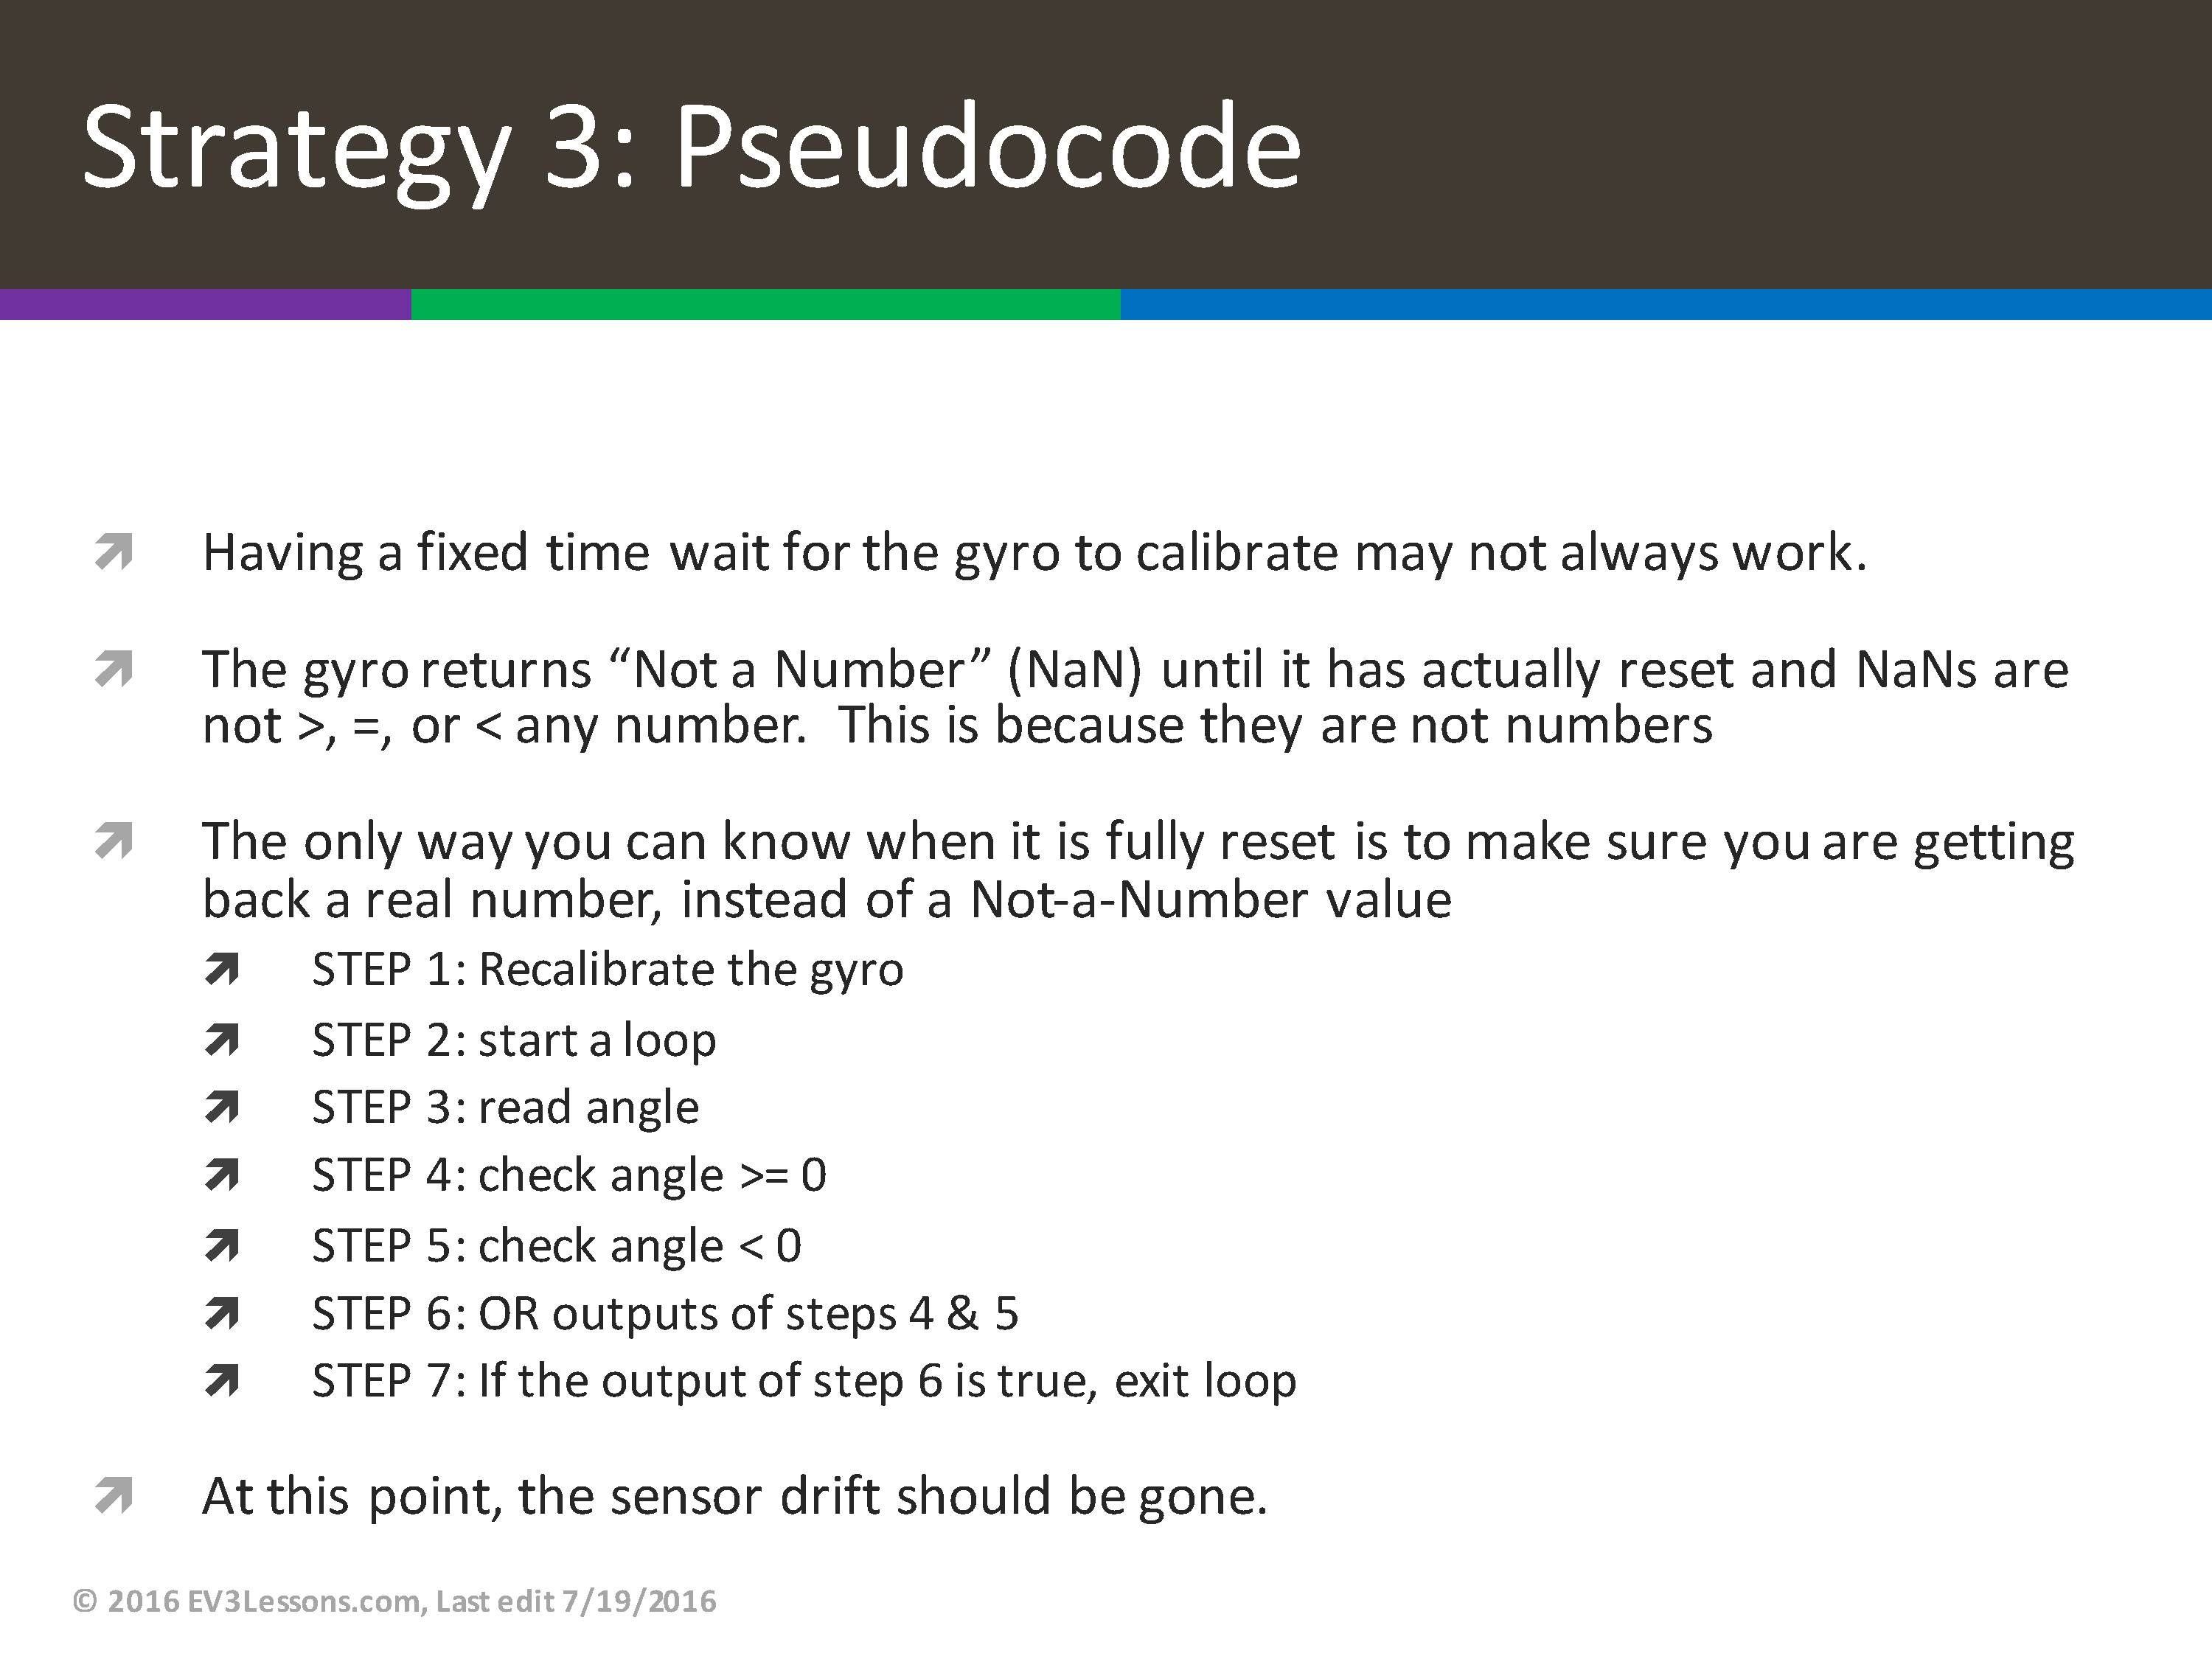 Strategy 3: Pseudocode
Having a fixed time wait for the gyro to calibrate may not always work.
The gyro returns “Not a Number” (NaN) until it has actually reset and NaNs are
not >, =, or < any number.  This is because they are not numbers
The only way you can know when it is fully reset is to make sure you are getting
back a real number, instead of a Not-a-Number value
STEP 1: Recalibrate the gyro
STEP 2: start a loop
STEP 3: read angle
STEP 4: check angle >= 0
STEP 5: check angle < 0
STEP 6: OR outputs of steps 4 & 5
STEP 7: If the output of step 6 is true, exit loop
At this point, the sensor drift should be gone.
© 2016 EV3Lessons.com, Last edit 7/19/2016